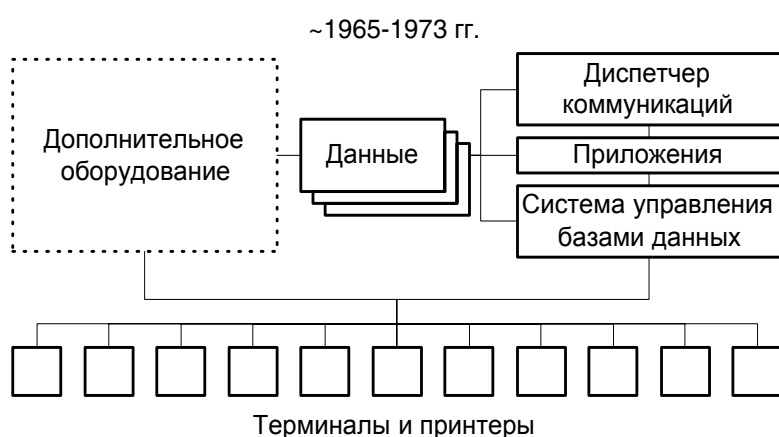 ~1965-1973 гг.
Дополнительное
оборудование
Данные
Диспетчер
коммуникаций
Приложения
Система управления
базами данных
Терминалы и принтеры